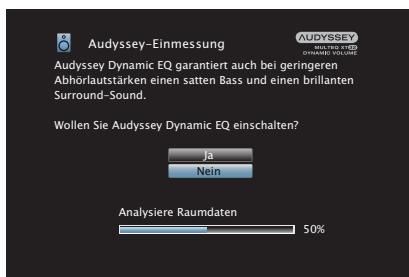 Audyssey-Einmessung
AUDYSSEY
MULTEQ XT32
DYNAMIC VOLUME
Audyssey Dynamic EQ garantiert auch bei geringeren
Abhörlautstärken einen satten Bass und einen brillanten
Surround-Sound.
Wollen Sie Audyssey Dynamic EQ einschalten?
Ja
Nein
Analysiere Raumdaten
50%